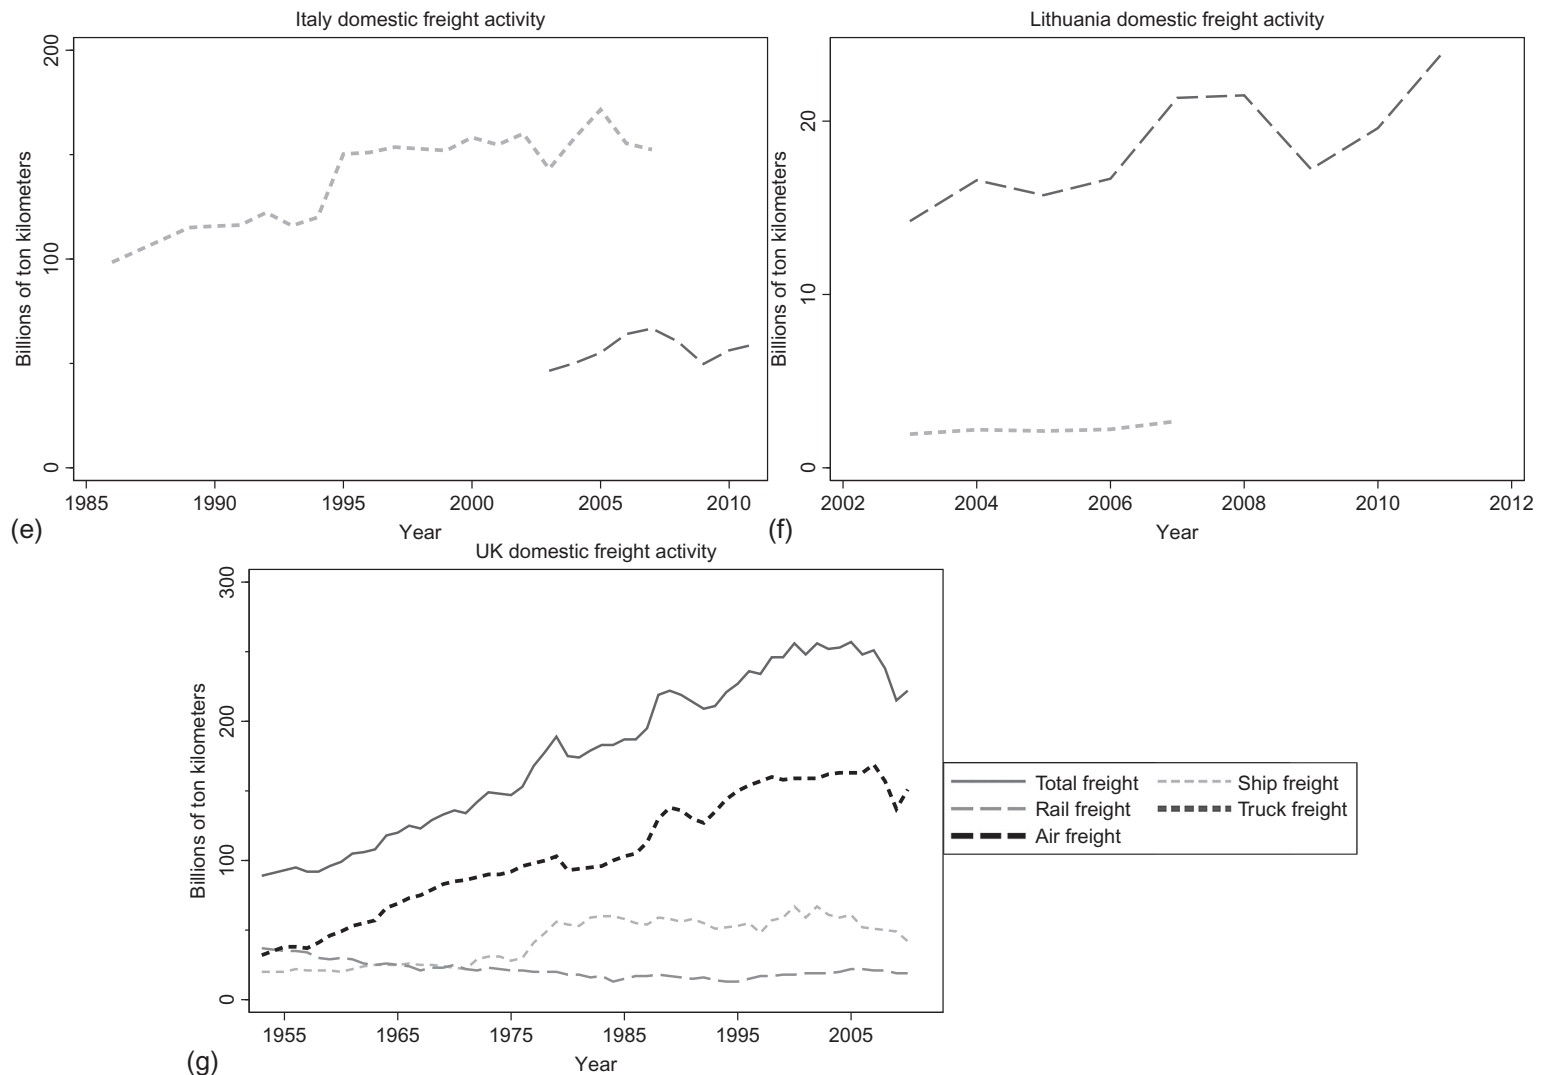 Italy domestic freight activity
Billions of ton kilometers
200
100
0
1985 1990 1995 2000 2005 2010
Year
(e)
Lithuania domestic freight activity
Billions of ton kilometers
20
10
0
2002 2004 2006 2008 2010 2012
Year
(f)
UK domestic freight activity
Billions of ton kilometers
300
200
100
0
1955 1965 1975 1985 1995 2005
Year
(g)
Total freight Ship freight
Rail freight Truck freight
Air freight